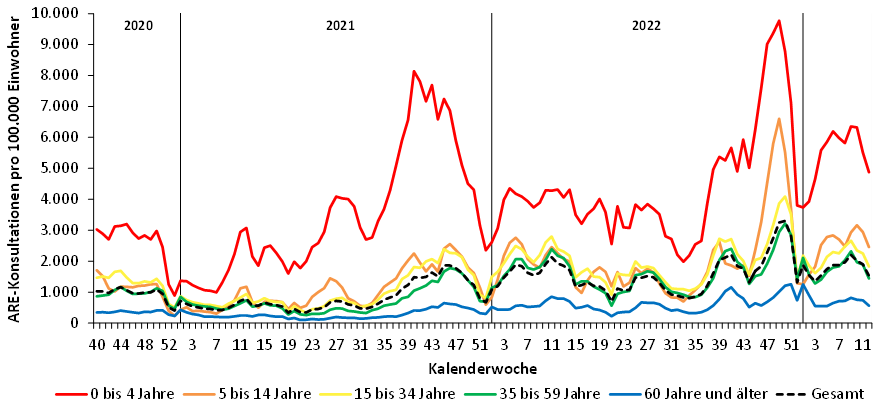 ARE-Konsultationen pro 100.000 Einwohner
10.000
9.000
8.000
7.000
6.000
5.000
4.000
3.000
2.000
1.000
0
2020 2021 2022
40 44 48 52 3 7 11 15 19 23 27 31 35 39 43 47 51 3 7 11 15 19 23 27 31 35 39 43 47 51 3 7 11
Kalenderwoche
0 bis 4 Jahre 5 bis 14 Jahre 15 bis 34 Jahre 35 bis 59 Jahre 60 Jahre und älter Gesamt